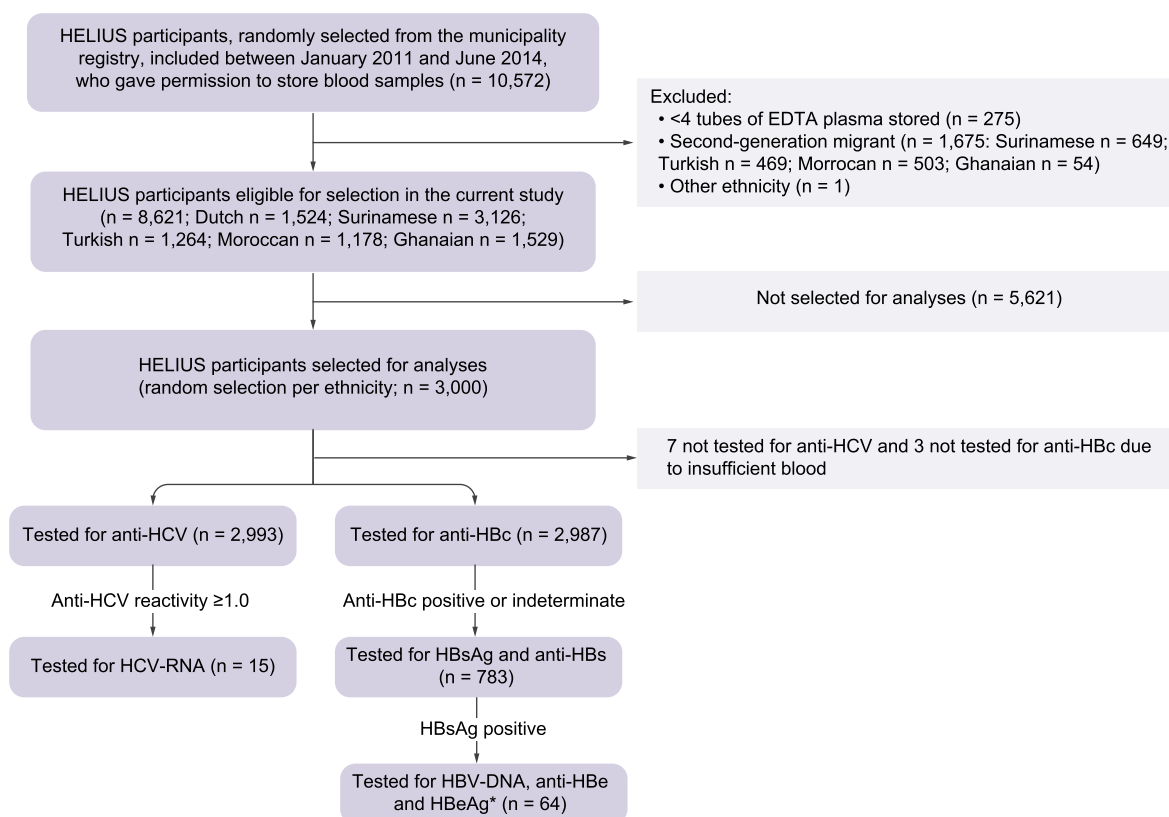 HELIUS participants, randomly selected from the municipality
registry, included between January 2011 and June 2014,
who gave permission to store blood samples (n = 10,572)
Excluded:
• <4 tubes of EDTA plasma stored (n = 275)
• Second-generation migrant (n = 1,675: Surinamese n = 649;
Turkish n = 469; Morrocan n = 503; Ghanaian n = 54)
• Other ethnicity (n = 1)
HELIUS participants eligible for selection in the current study
(n = 8,621; Dutch n = 1,524; Surinamese n = 3,126;
Turkish n = 1,264; Moroccan n = 1,178; Ghanaian n = 1,529)
Not selected for analyses (n = 5,621)
HELIUS participants selected for analyses
(random selection per ethnicity; n = 3,000)
7 not tested for anti-HCV and 3 not tested for anti-HBc due
to insufficient blood
Tested for anti-HCV (n = 2,993)
Tested for anti-HBc (n = 2,987)
Anti-HCV reactivity ≥1.0
Anti-HBc positive or indeterminate
Tested for HCV-RNA (n = 15)
Tested for HBsAg and anti-HBs
(n = 783)
HBsAg positive
Tested for HBV-DNA, anti-HBe
and HBeAg* (n = 64)